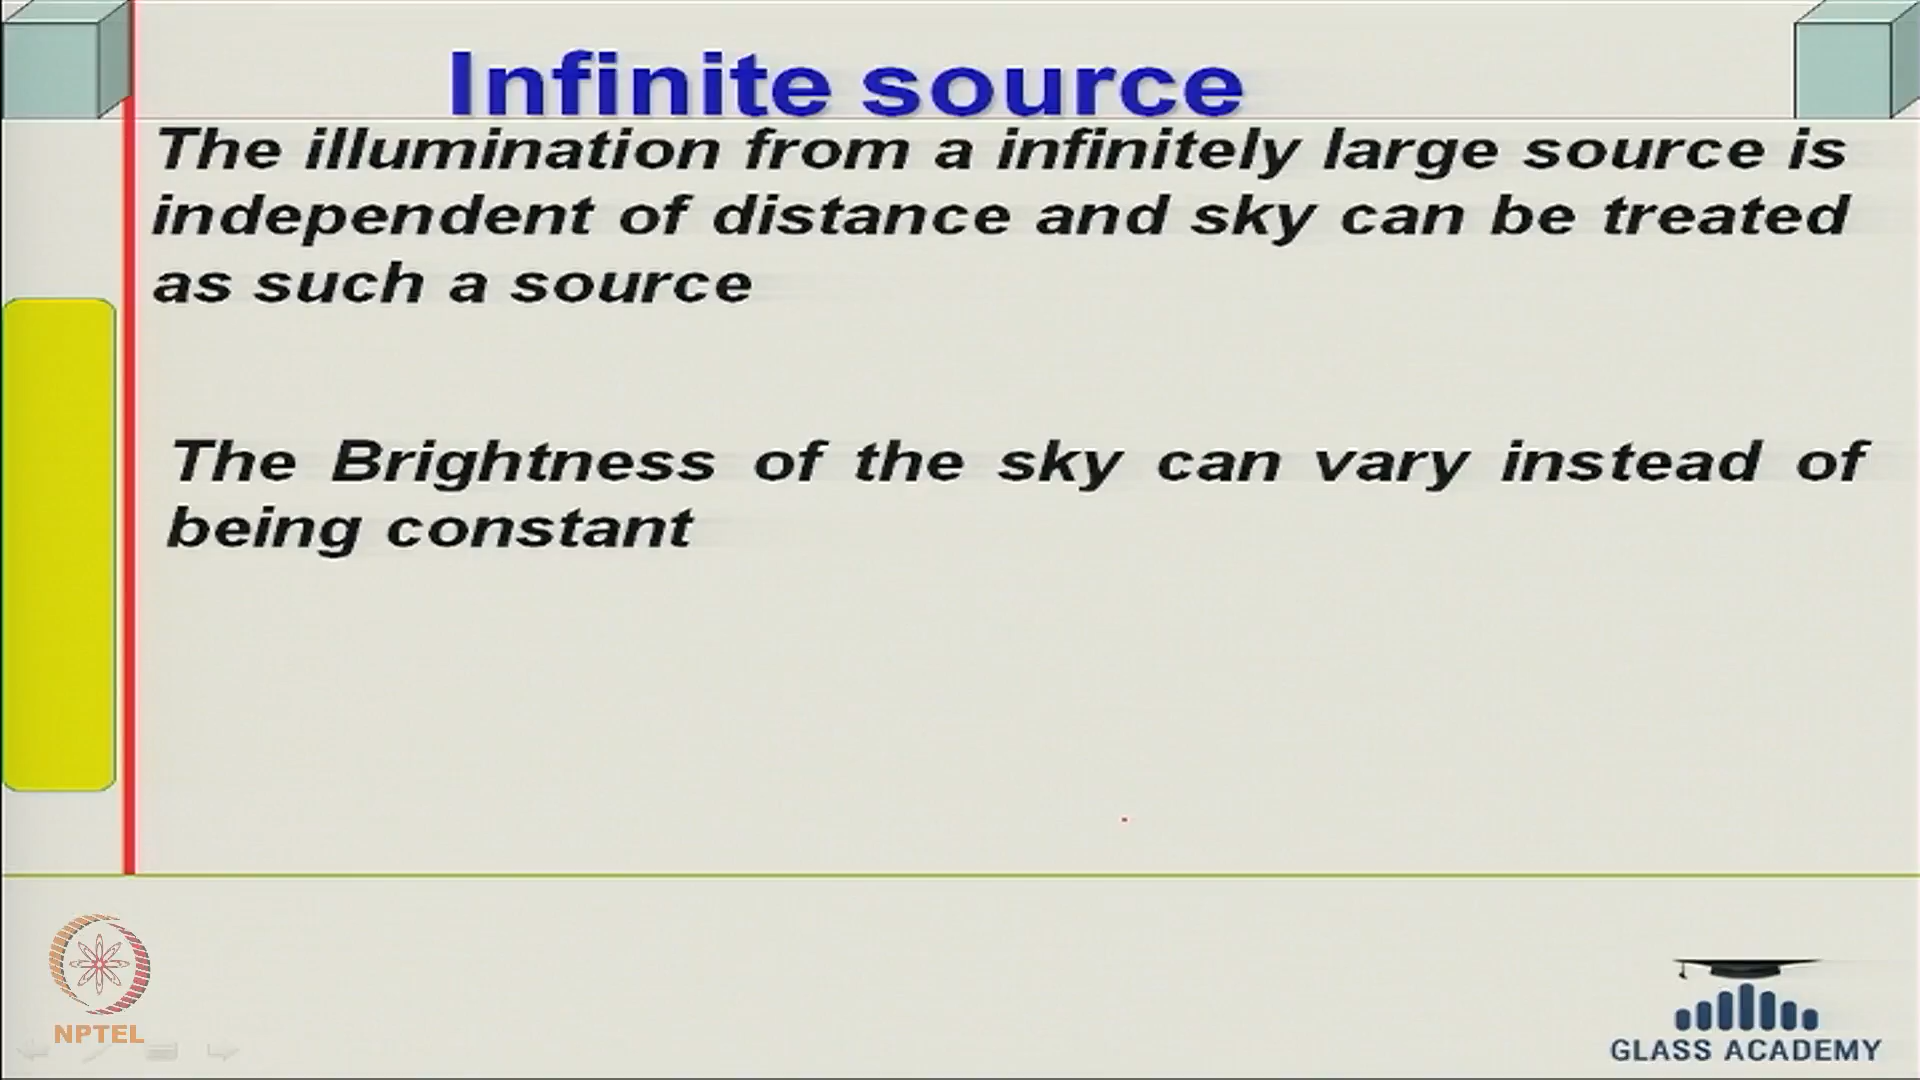 Infinite source
The illumination from a infinitely large source is
independent of distance and sky can be treated
as such a source
The Brightness of the sky can vary instead of
being constant
NPTEL
GLASS ACADEMY